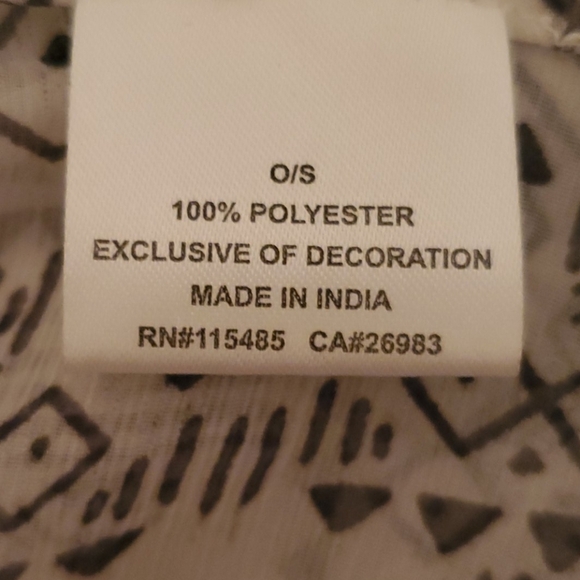 O/S
100% POLYESTER
EXCLUSIVE OF DECORATION
MADE IN INDIA
RN#115485 CA#26983